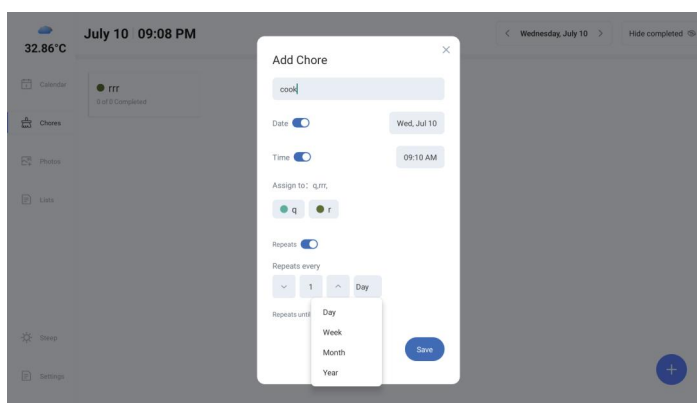 32.86°C
July 10 09:08 PM
Wednesday, July 10
Hide completed
Calendar
Chores
Photos
Lists
Sleep
Settings
rrr
0 of 0 Completed
Add Chore
cook
Date
Wed, Jul 10
Time
09:10 AM
Assign to: q,rrr,
q
r
Repeats
Repeats every
1
Day
Repeats until
Day
Week
Month
Year
Save